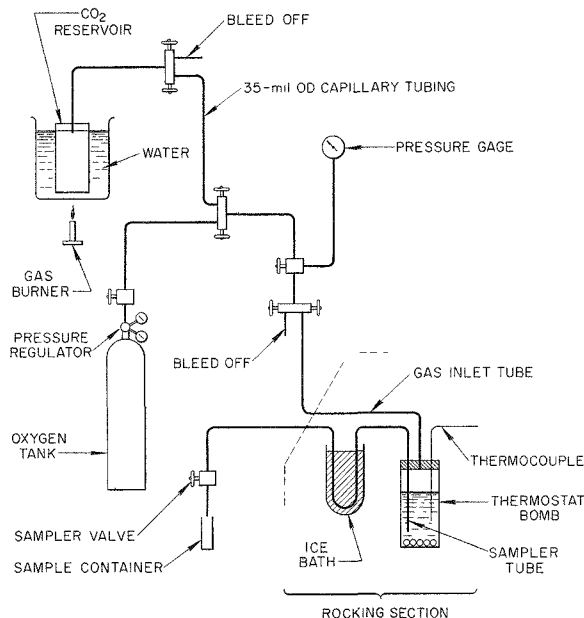 CO2
RESERVOIR
BLEED OFF
35-mil OD CAPILLARY TUBING
WATER
PRESSURE GAGE
GAS
BURNER
PRESSURE
REGULATOR
BLEED OFF
GAS INLET TUBE
OXYGEN
TANK
THERMOCOUPLE
THERMOSTAT
BOMB
SAMPLER VALVE
SAMPLE CONTAINER
ICE
BATH
SAMPLER
TUBE
ROCKING SECTION